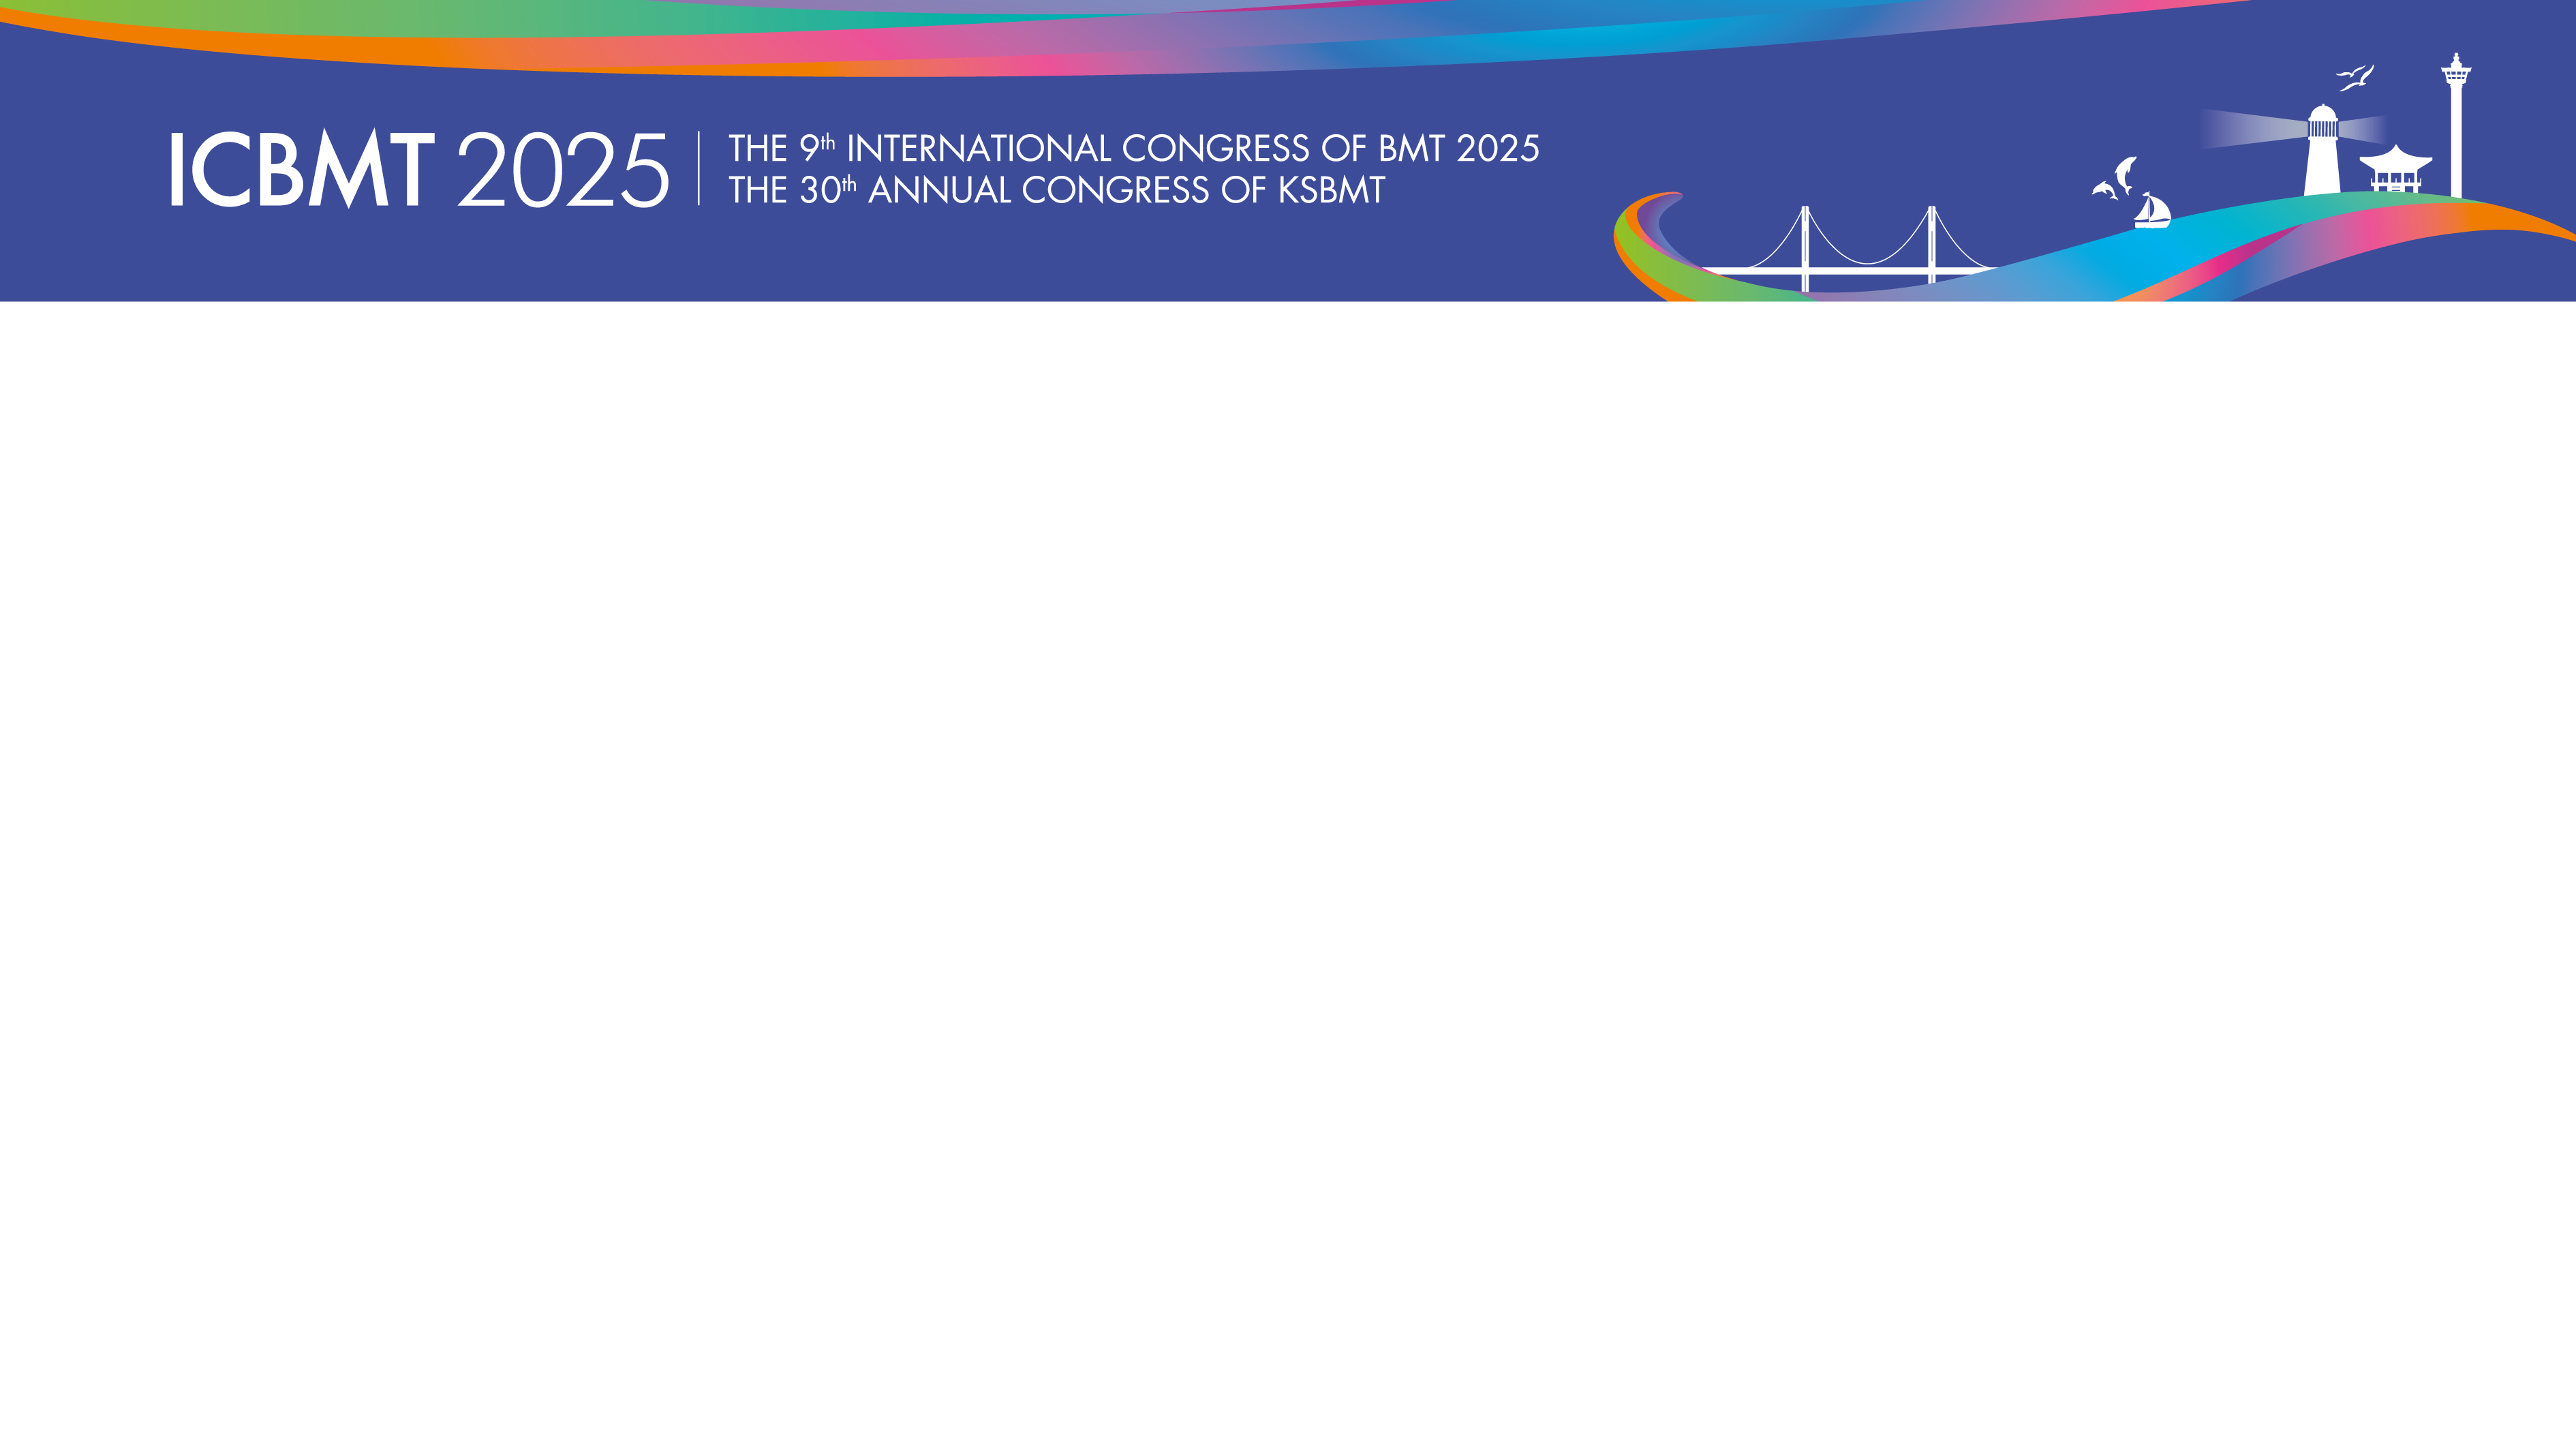 ICBMT 2025
THE 9th INTERNATIONAL CONGRESS OF BMT 2025
THE 30th ANNUAL CONGRESS OF KSBMT